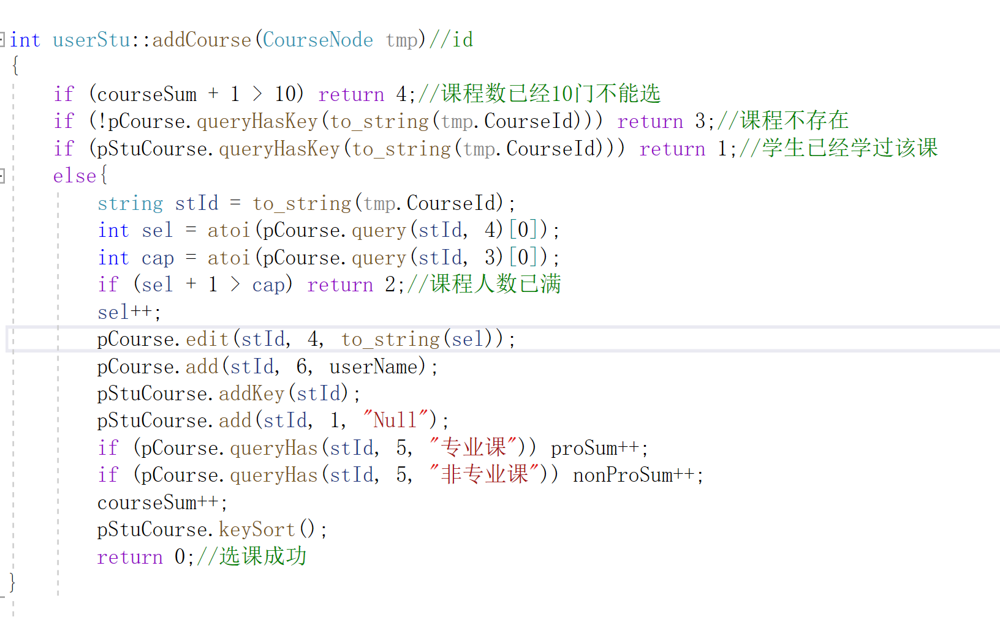 int userStu::addCourse(CourseNode tmp)//id
{
if (courseSum + 1 > 10) return 4;//课程数已经10门不能选
if (!pCourse.queryHasKey(to_string(tmp.CourseId))) return 3;//课程不存在
if (pStuCourse.queryHasKey(to_string(tmp.CourseId))) return 1;//学生已经学过该课
else{
string stId = to_string(tmp.CourseId);
int sel = atoi(pCourse.query(stId, 4)[0]);
int cap = atoi(pCourse.query(stId, 3)[0]);
if (sel + 1 > cap) return 2;//课程人数已满
sel++;
pCourse.edit(stId, 4, to_string(sel));
pCourse.add(stId, 6, userName);
pStuCourse.addKey(stId);
pStuCourse.add(stId, 1, "Null");
if (pCourse.queryHas(stId, 5, "专业课")) proSum++;
if (pCourse.queryHas(stId, 5, "非专业课")) nonProSum++;
courseSum++;
pStuCourse.keySort();
return 0;//选课成功
}